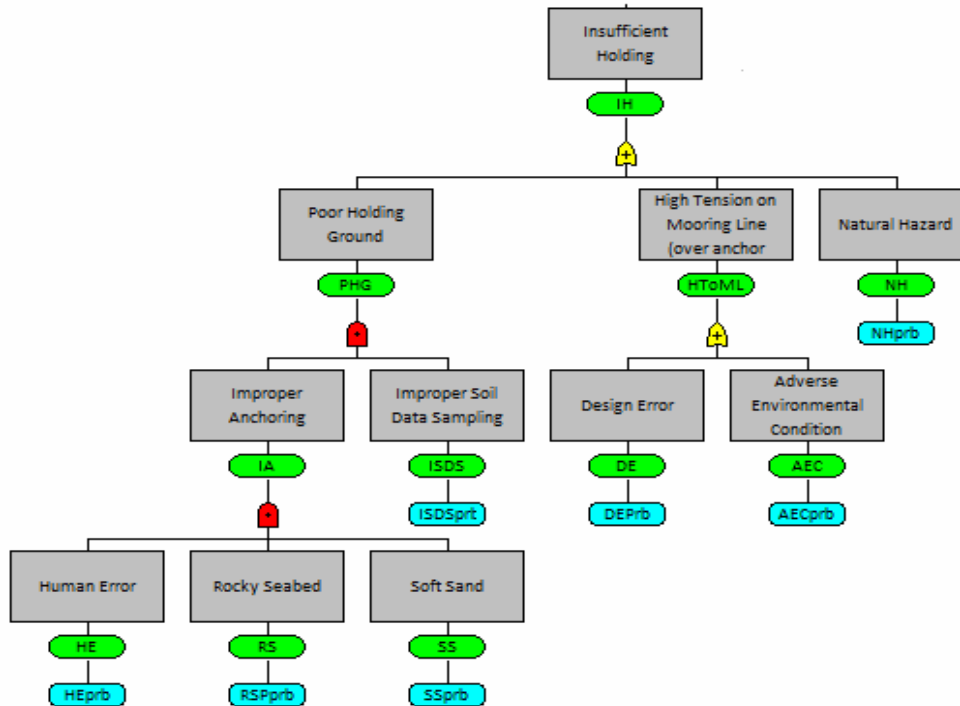 Insufficient
Holding
IH
+
Poor Holding
Ground
High Tension on
Mooring Line
(over anchor
Natural Hazard
PHG
HToML
NH
NHprb
+
Improper
Anchoring
Improper Soil
Data Sampling
Design Error
Adverse
Environmental
Condition
IA
ISDS
DE
AEC
ISDSprt
DEPrb
AECprb
Human Error
Rocky Seabed
Soft Sand
HE
RS
SS
HEprb
RSPprb
SSprb